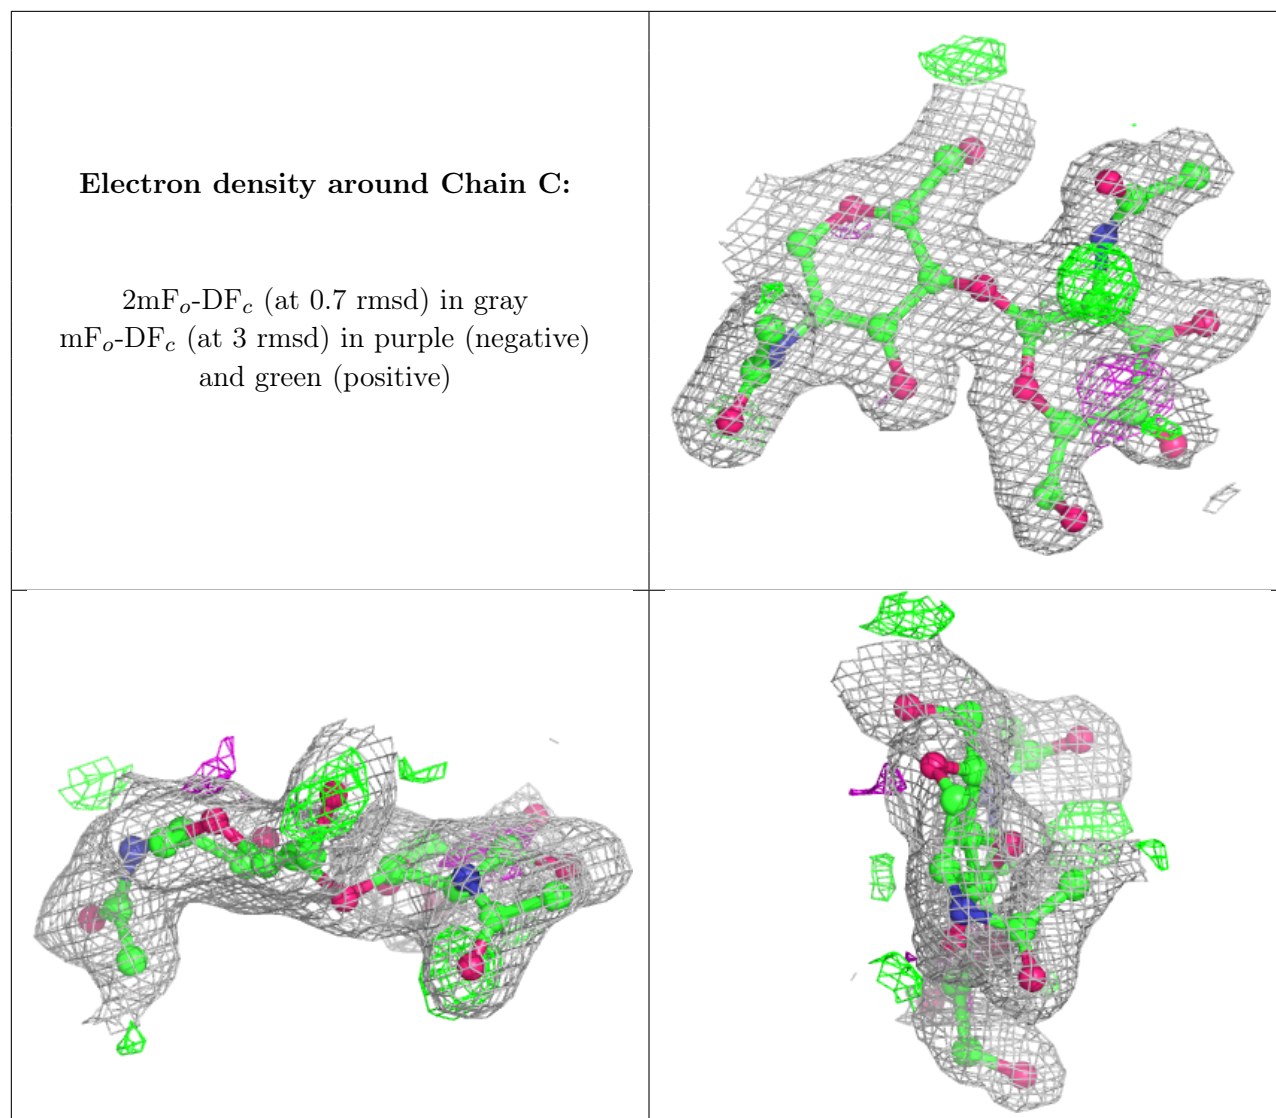 Electron density around Chain C:
2mFo-DFc (at 0.7 rmsd) in gray
mFo-DFc (at 3 rmsd) in purple (negative)
and green (positive)